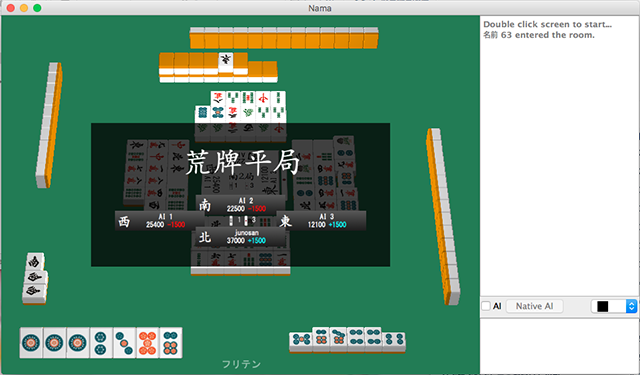 Nama
Double click screen to start...
名前 63 entered the room.
荒牌平局
南
AI 2
22500 -1500
西
AI 1
25400 -1500
東
AI 3
12100 +1500
北
junosan
37000 +1500
AI
Native AI
フリテン